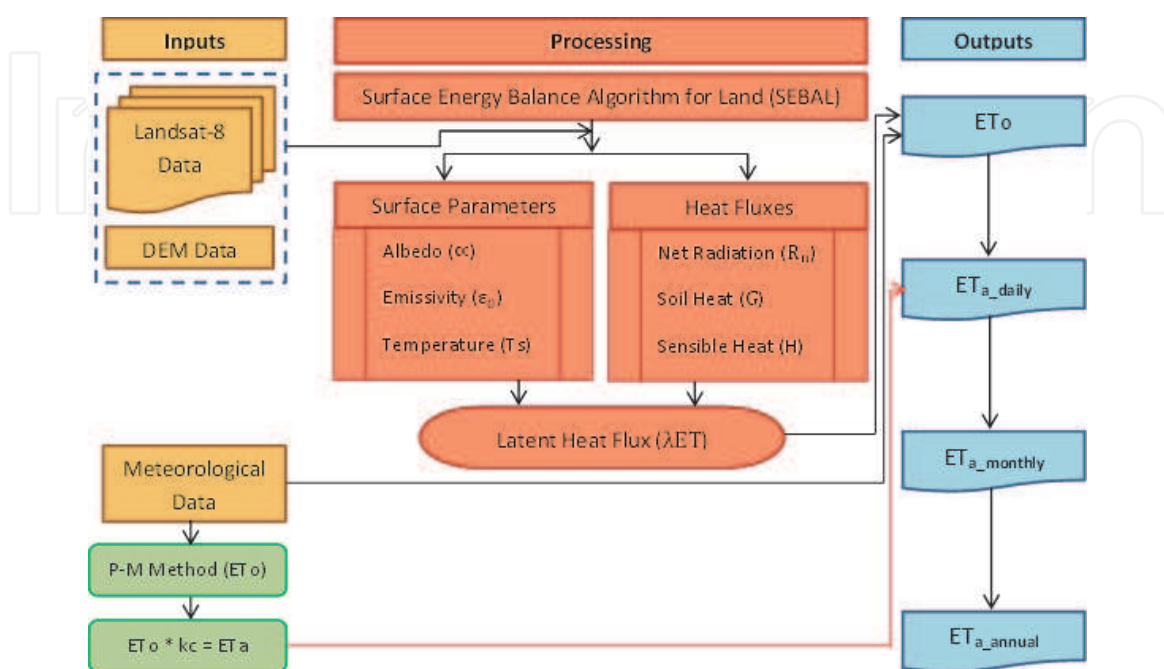 Inputs
Processing
Outputs
Surface Energy Balance Algorithm for Land (SEBAL)
Landsat-8
Data
DEM Data
Surface Parameters
Albedo (∝)
Emissivity (ε₀)
Temperature (Ts)
Heat Fluxes
Net Radiation (Rₙ)
Soil Heat (G)
Sensible Heat (H)
Latent Heat Flux (λET)
Meteorological
Data
P-M Method (ETo)
ETo * kc = ETa
ETo
ETa_daily
ETa_monthly
ETa_annual